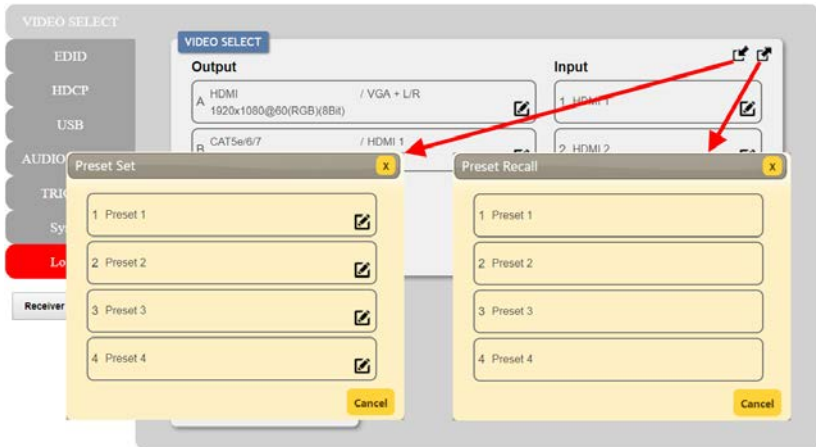 VIDEO SELECT
EDID
HDCP
USB
AUDIO
Receiver
VIDEO SELECT
Output
Input
A HDMI / VGA + L/R
1920x1080@60(RGB)(8Bit)
B CAT5e/6/7 / HDMI 1
1 HDMI 1
2 HDMI 2
Preset Set
x
1 Preset 1
2 Preset 2
3 Preset 3
4 Preset 4
Cancel
Preset Recall
x
1 Preset 1
2 Preset 2
3 Preset 3
4 Preset 4
Cancel